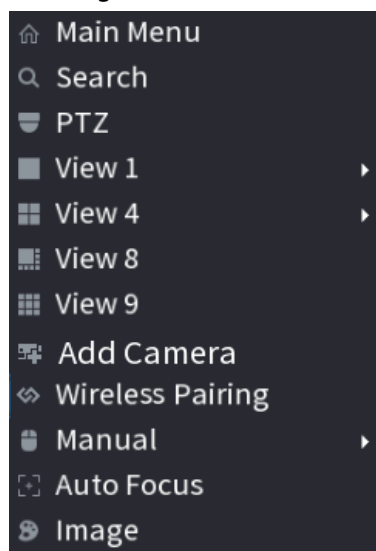 Main Menu
Search
PTZ
View 1
View 4
View 8
View 9
Add Camera
Wireless Pairing
Manual
Auto Focus
Image